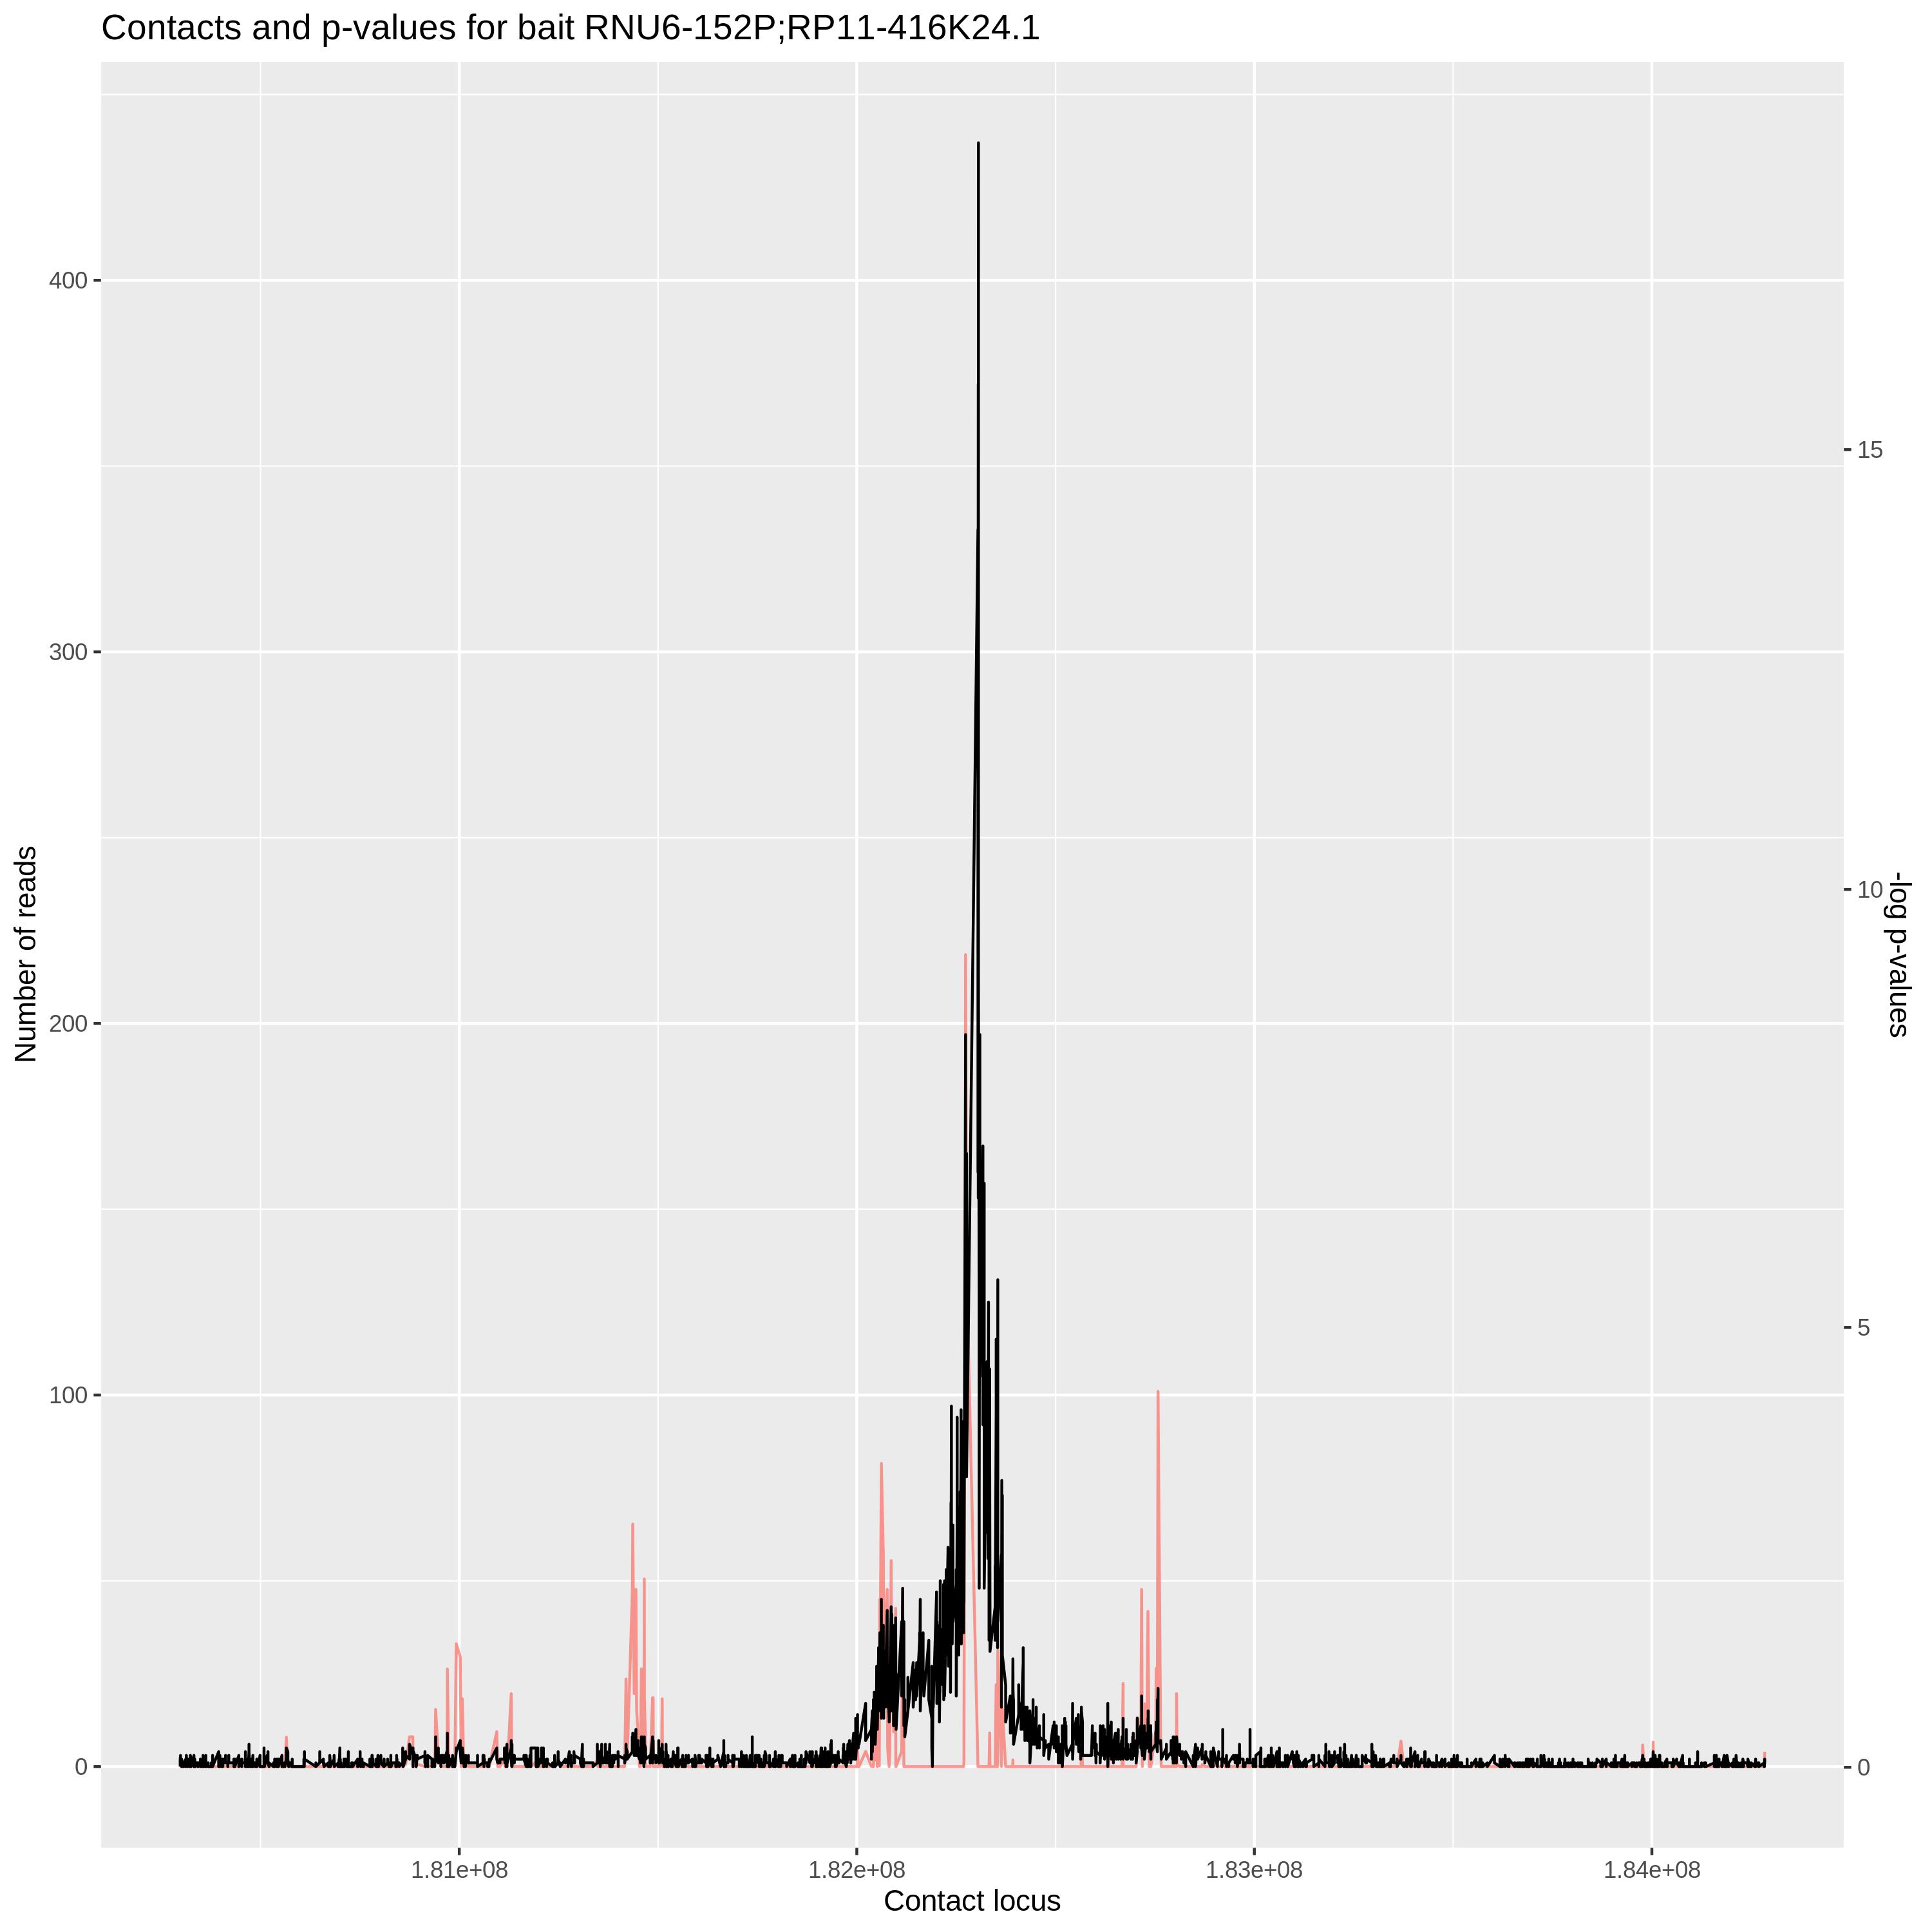 Contacts and p-values for bait RNU6-152P;RP11-416K24.1
400
300
200
100
0
Number of reads
15
10
5
0
-log p-values
1.81e+08
1.82e+08
1.83e+08
1.84e+08
Contact locus